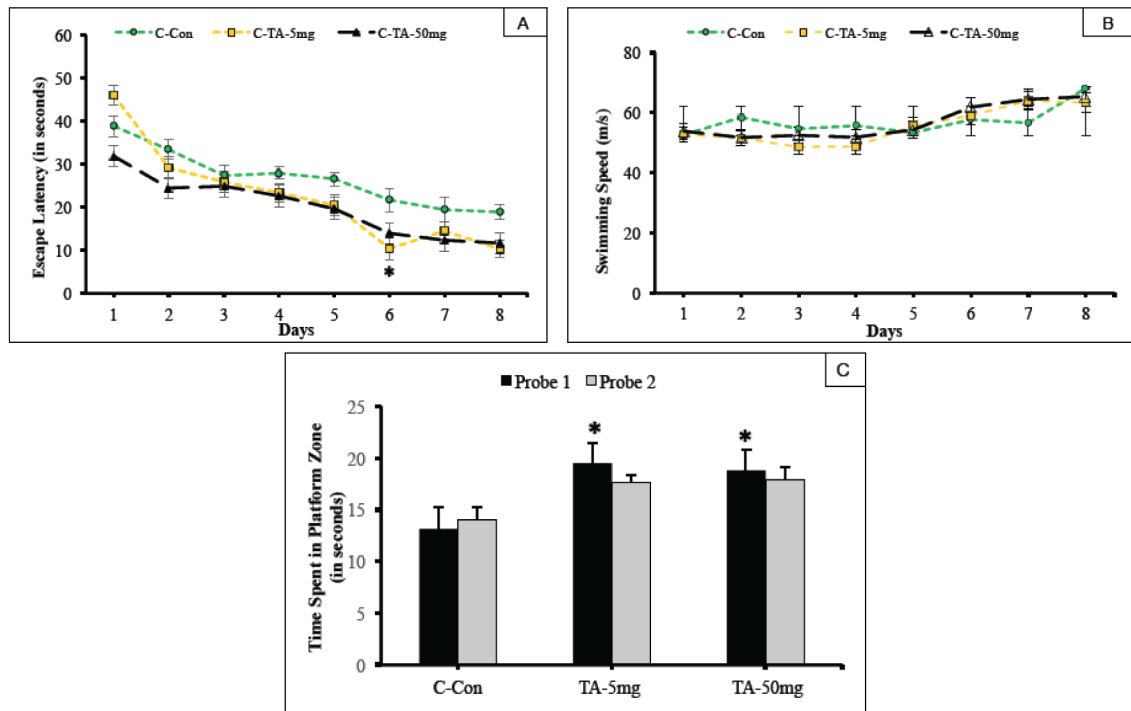 A
C-Con C-TA-5mg C-TA-50mg
Escape Latency (in seconds)
60
50
40
30
20
10
0
*
1 2 3 4 5 6 7 8
Days
B
C-Con C-TA-5mg C-TA-50mg
Swimming Speed (m/s)
80
60
40
20
0
1 2 3 4 5 6 7 8
Days
C
Probe 1 Probe 2
Time Spent in Platform Zone
(in seconds)
25
20
15
10
5
0
* *
C-Con TA-5mg TA-50mg